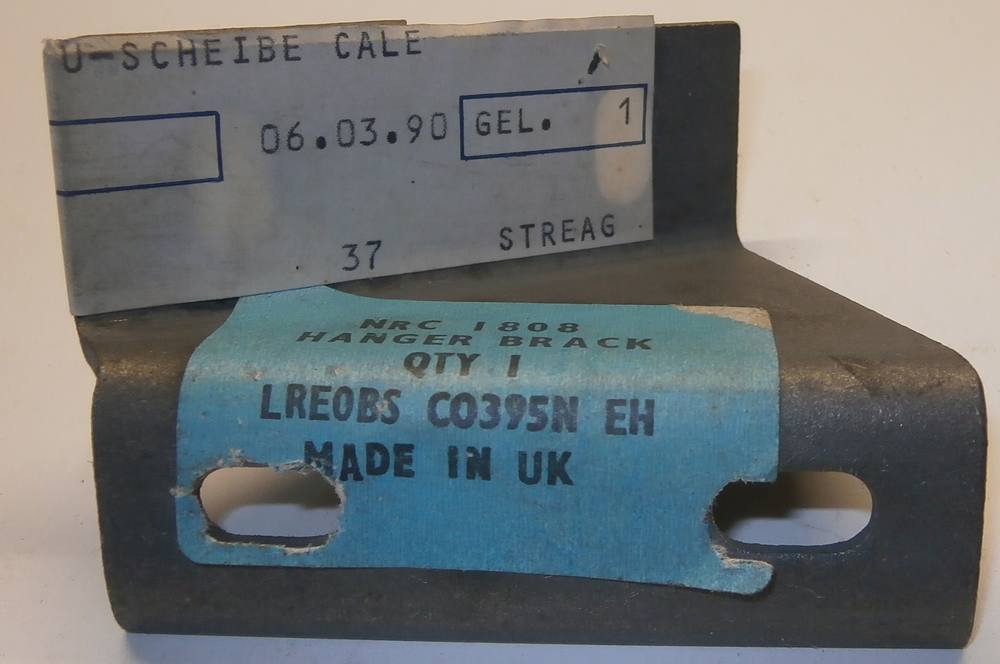 U-SCHEIBE CALE
06.03.90 GEL. 1
37 STREAG
NRC 1808
HANGER BRACK
QTY 1
LREOBS CO395N EH
MADE IN UK